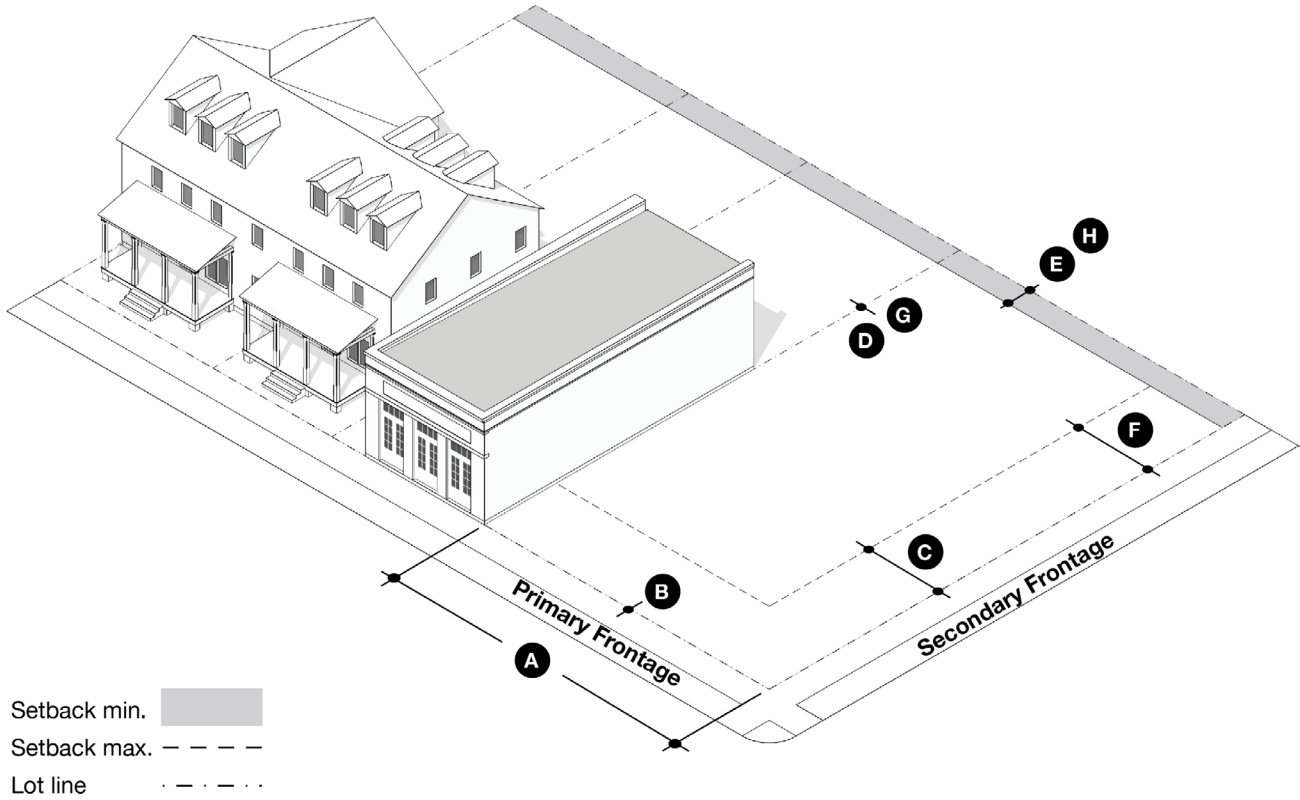 H
E
G
D
F
C
B
Primary Frontage
Secondary Frontage
A
Setback min.
Setback max.
Lot line